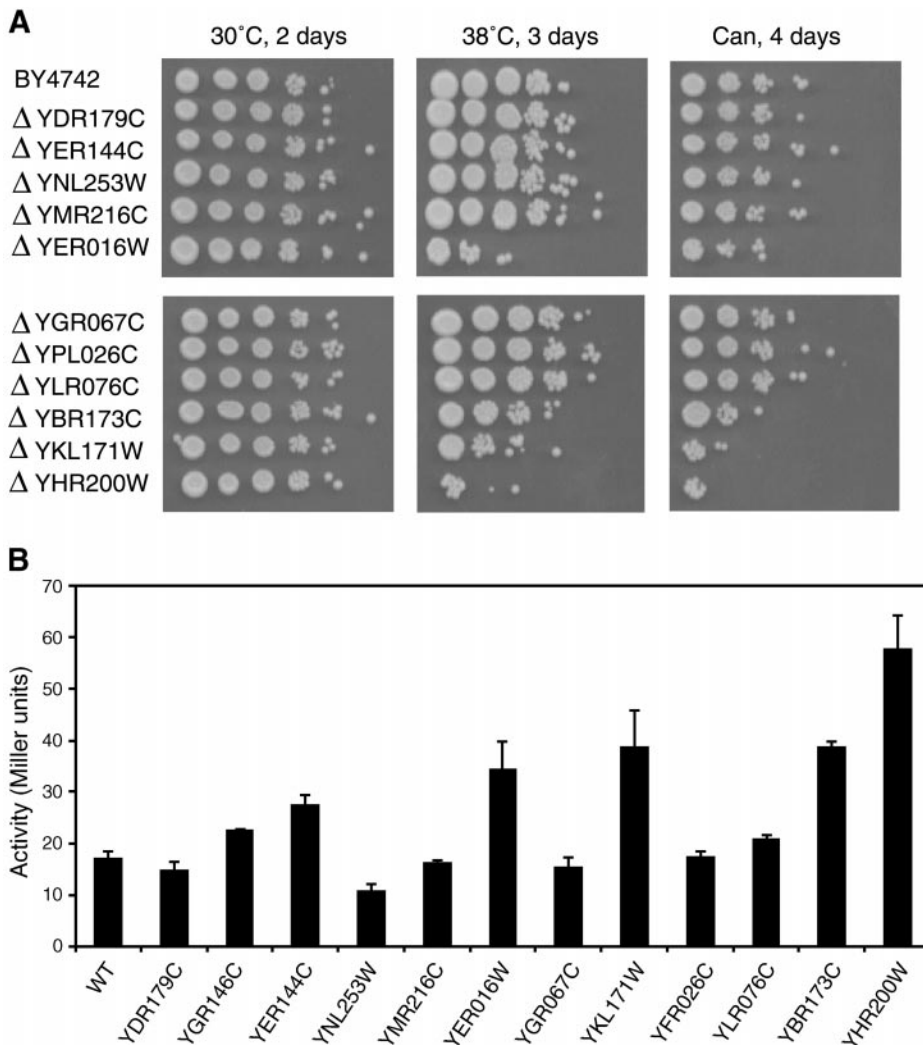 A
30°C, 2 days
38°C, 3 days
Can, 4 days
BY4742
Δ YDR179C
Δ YER144C
Δ YNL253W
Δ YMR216C
Δ YER016W
Δ YGR067C
Δ YPL026C
Δ YLR076C
Δ YBR173C
Δ YKL171W
Δ YHR200W
B
Activity (Miller units)
70
60
50
40
30
20
10
0
WT
YDR179C
YGR146C
YER144C
YNL253W
YMR216C
YER016W
YGR067C
YKL171W
YFR026C
YLR076C
YBR173C
YHR200W